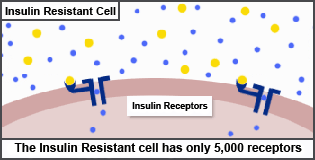 Insulin Resistant Cell
Insulin Receptors
The Insulin Resistant cell has only 5,000 receptors